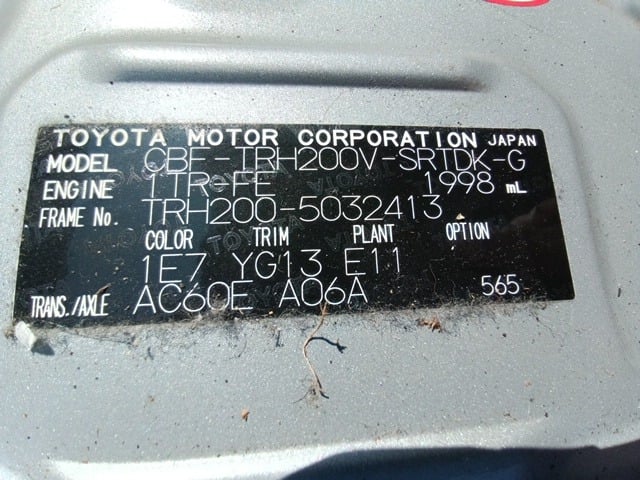 TOYOTA MOTOR CORPORATION JAPAN
MODEL CBF-TRH200V-SRTDK-G
ENGINE 1TR-FE 1998 mL
FRAME No. TRH200-5032413
COLOR TRIM PLANT OPTION
1E7 YG13 E11
TRANS./AXLE AC60E A06A 565